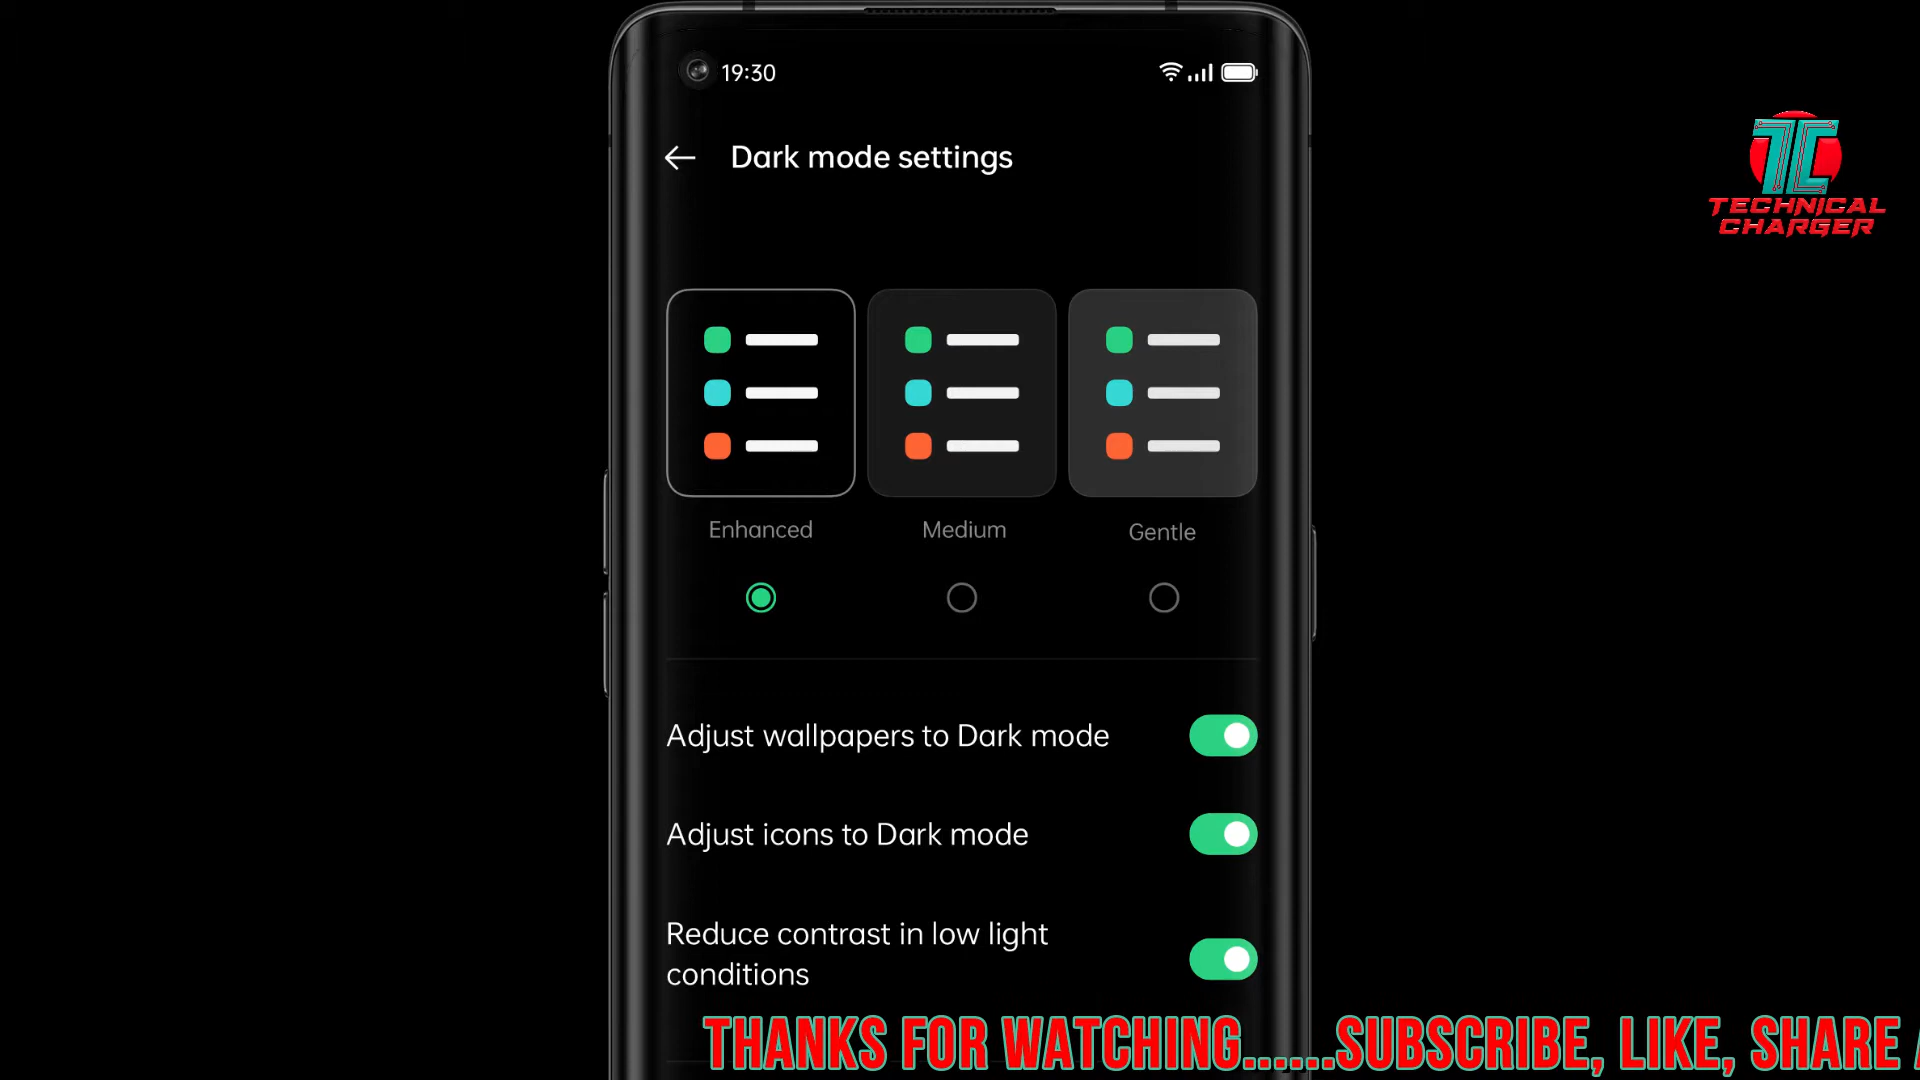 19:30
Dark mode settings
TECHNICAL
CHARGER
Enhanced
Medium
Gentle
Adjust wallpapers to Dark mode
Adjust icons to Dark mode
Reduce contrast in low light
conditions
THANKS FOR WATCHING......SUBSCRIBE, LIKE, SHARE